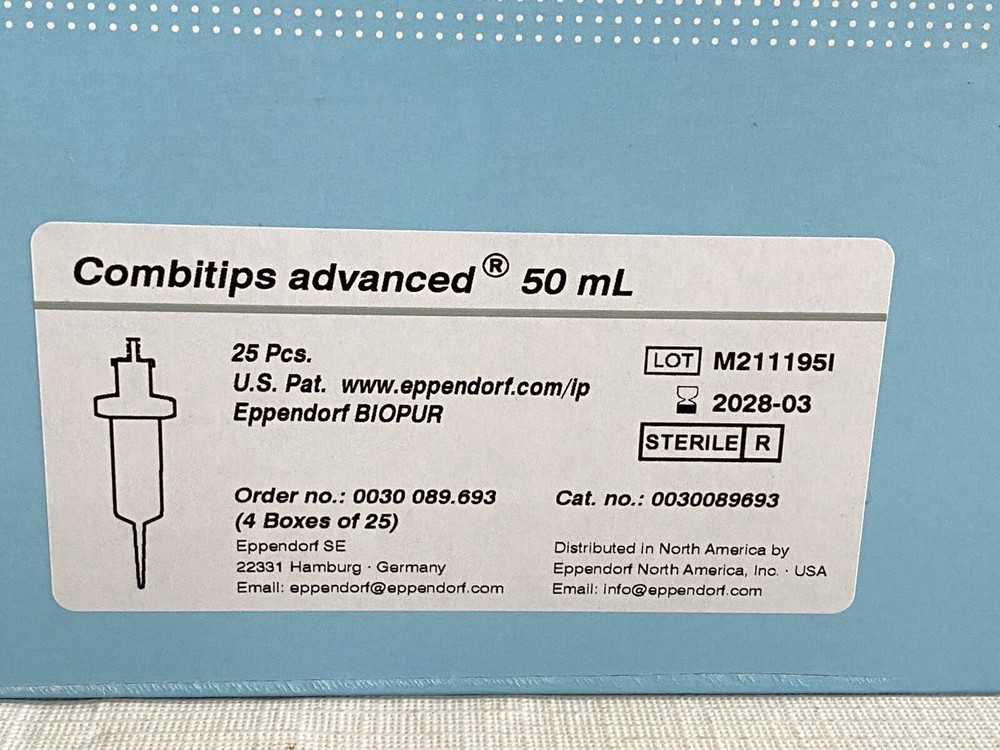 Combitips advanced® 50 mL
25 Pcs.
U.S. Pat. www.eppendorf.com/ip
Eppendorf BIOPUR
LOT M211195I
2028-03
STERILE R
Order no.: 0030 089.693
(4 Boxes of 25)
Eppendorf SE
22331 Hamburg · Germany
Email: eppendorf@eppendorf.com
Cat. no.: 0030089693
Distributed in North America by
Eppendorf North America, Inc. · USA
Email: info@eppendorf.com